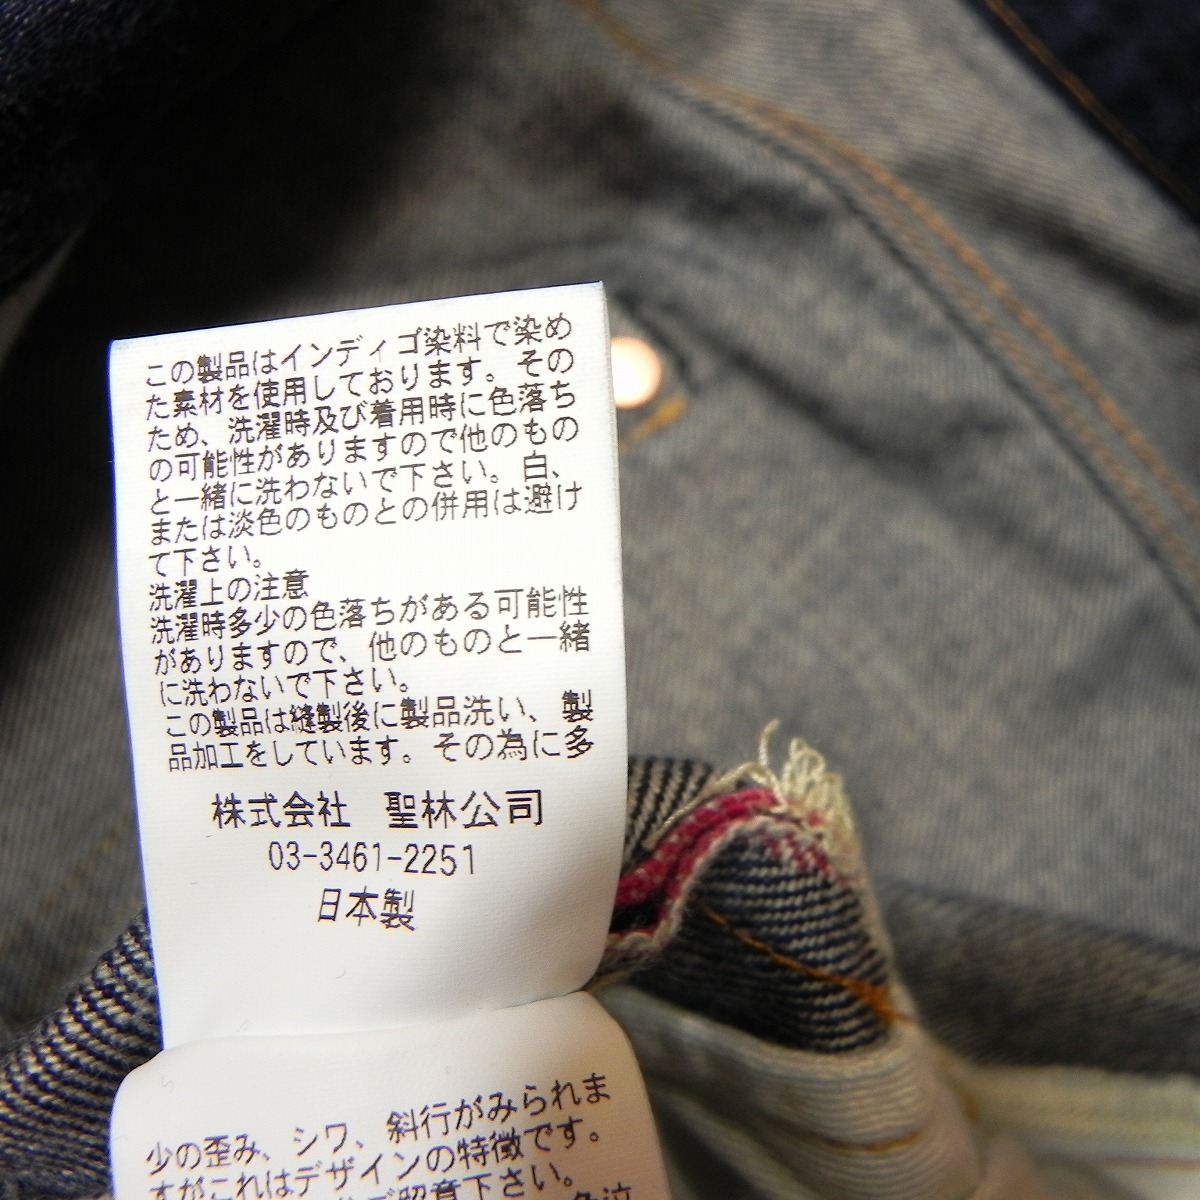 この製品はインディゴ染料で染め
た素材を使用しております。その
ため、洗濯時及び着用時に色落ち
の可能性がありますので他のもの
と一緒に洗わないで下さい。白、
または淡色のものとの併用は避け
て下さい。
洗濯上の注意
洗濯時多少の色落ちがある可能性
がありますので、他のものと一緒
に洗わないで下さい。
この製品は縫製後に製品洗い、製
品加工をしています。その為に多
株式会社　聖林公司
03-3461-2251
日本製
少の歪み、シワ、斜行がみられま
すがこれはデザインの特徴です。
留意下さい。